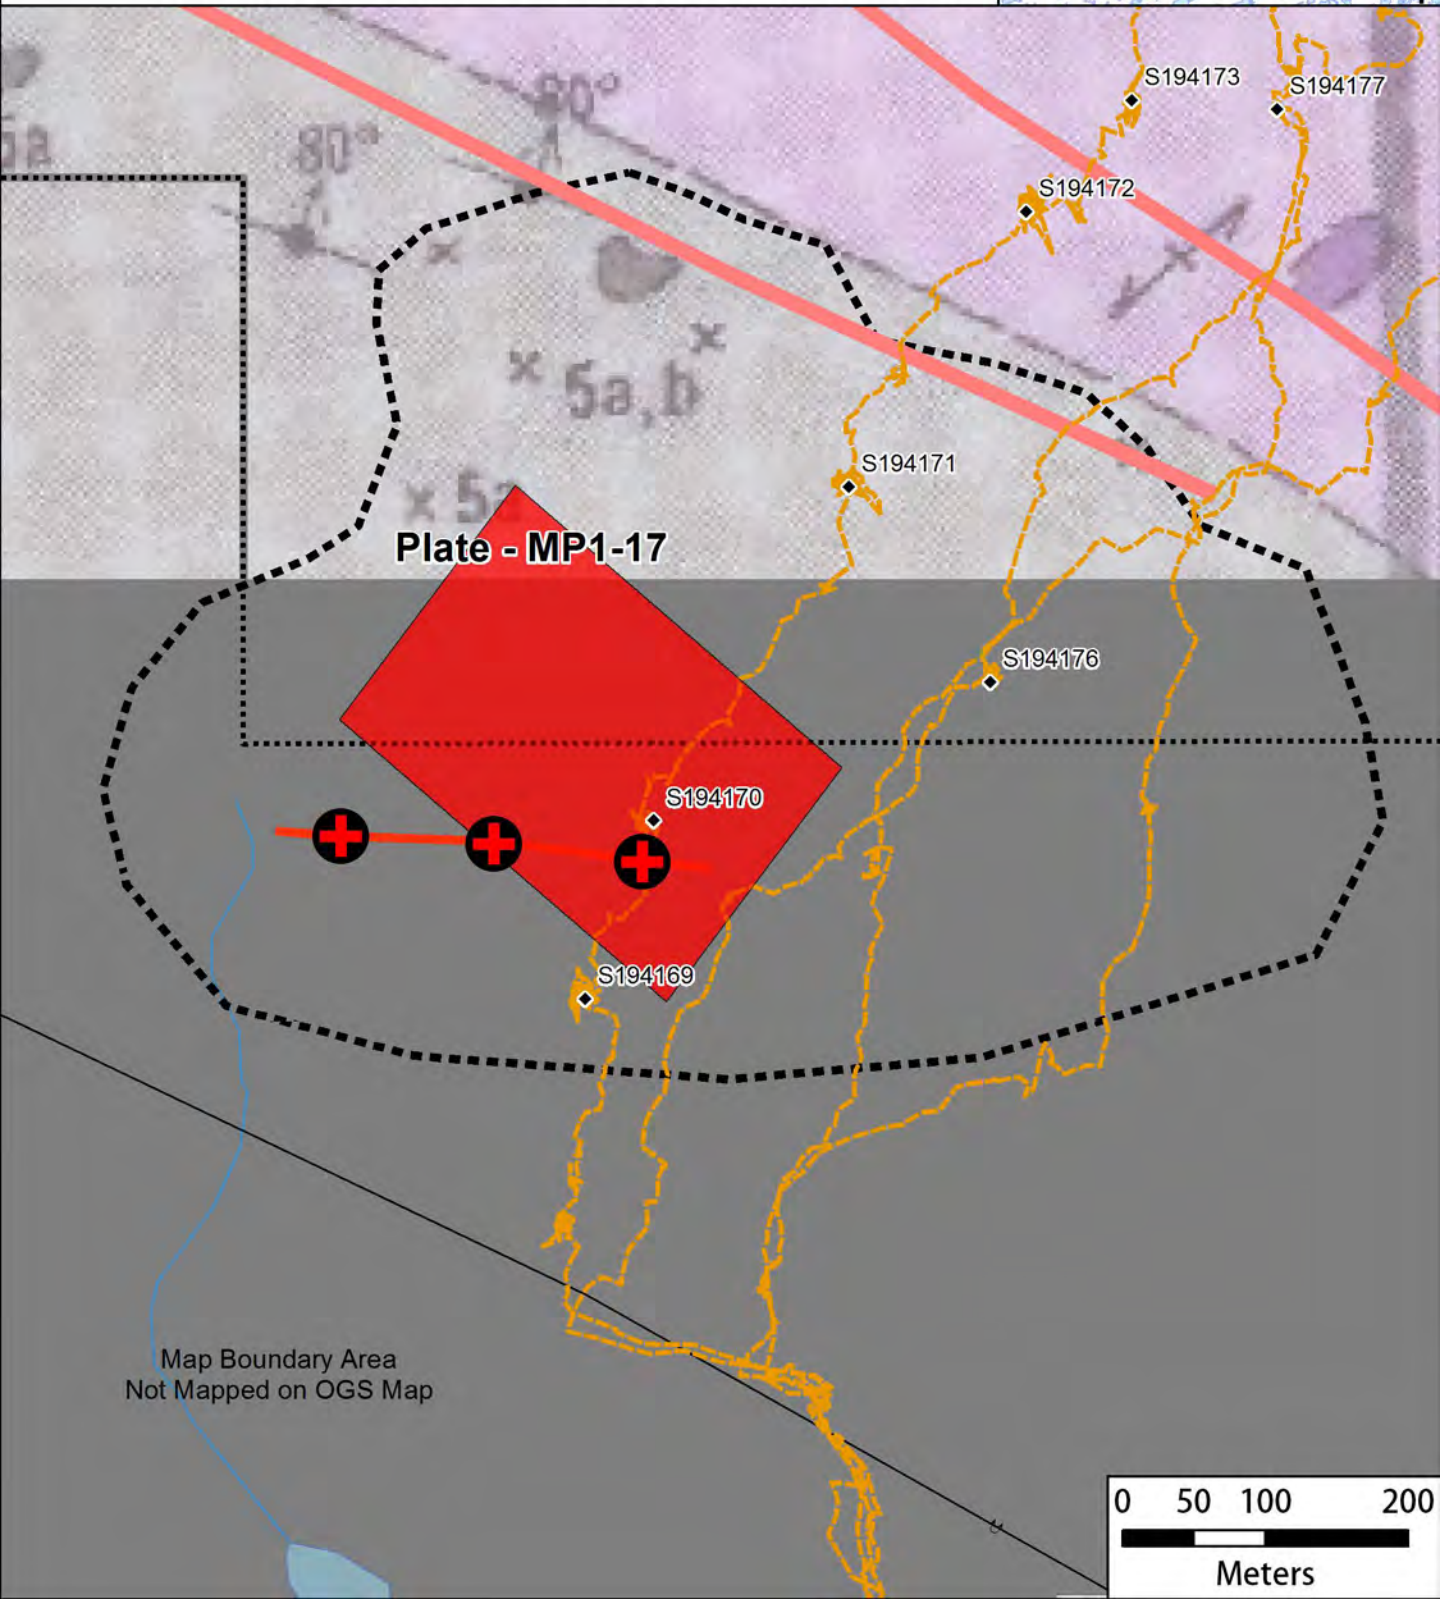 S194173
S194177
80°
80°
5a
S194172
5a,b
S194171
5a
Plate - MP1-17
S194176
S194170
S194169
Map Boundary Area
Not Mapped on OGS Map
0 50 100 200
Meters